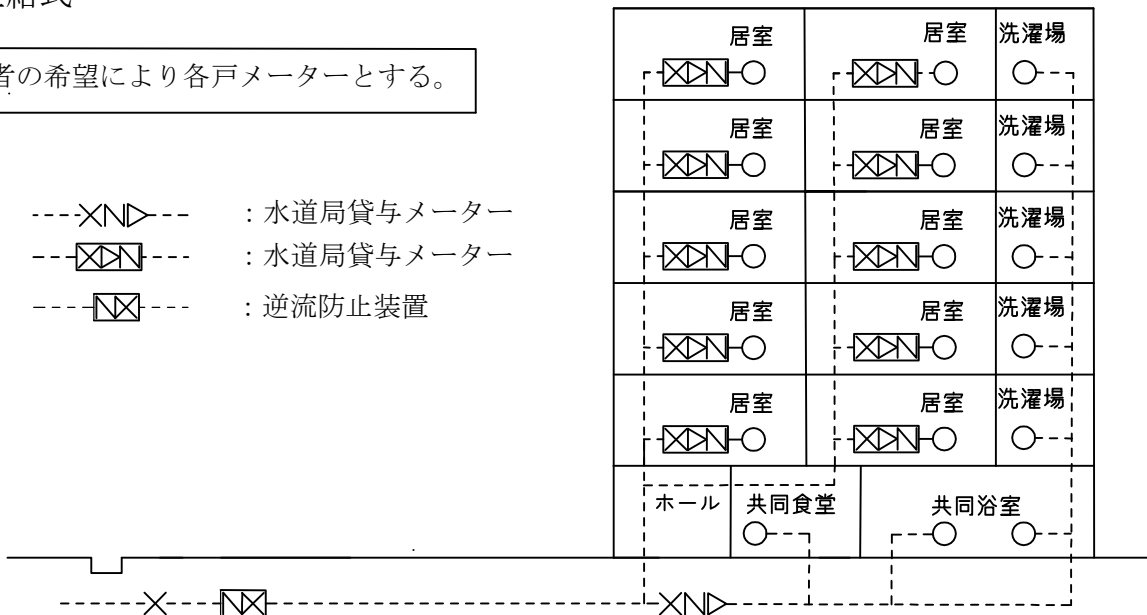 給式
者の希望により各戸メーターとする。
：水道局貸与メーター
：水道局貸与メーター
：逆流防止装置
居室 居室 洗濯場
居室 居室 洗濯場
居室 居室 洗濯場
居室 居室 洗濯場
居室 居室 洗濯場
ホール 共同食堂 共同浴室